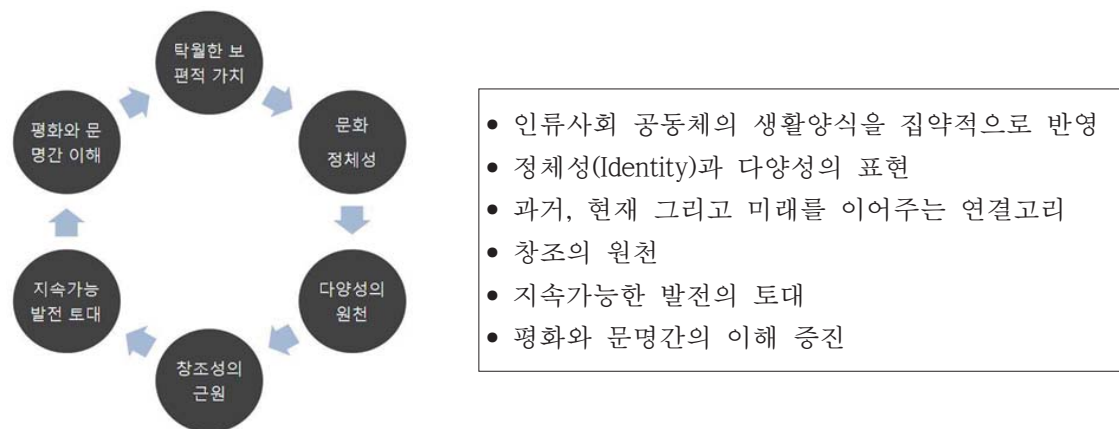 탁월한 보
편적 가치
문화
정체성
다양성의
원천
창조성의
근원
지속가능
발전 토대
평화와 문
명간 이해
• 인류사회 공동체의 생활양식을 집약적으로 반영
• 정체성(Identity)과 다양성의 표현
• 과거, 현재 그리고 미래를 이어주는 연결고리
• 창조의 원천
• 지속가능한 발전의 토대
• 평화와 문명간의 이해 증진